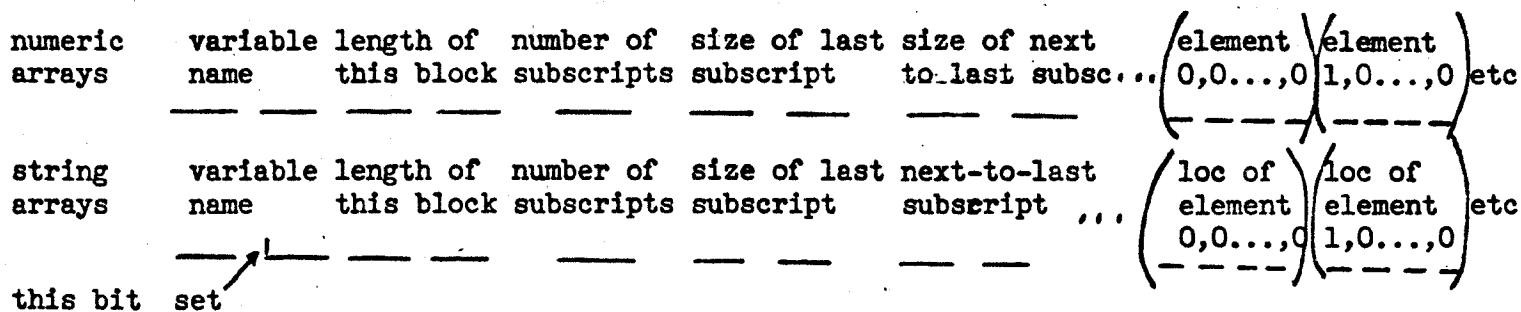 numeric variable length of number of size of last size of next element element
arrays name this block subscripts subscript to last subsc... 0,0...,0 1,0...,0 etc
string variable length of number of size of last next-to-last loc of loc of
arrays name this block subscripts subscript subscript ... element element etc
0,0...,0 1,0...,0
this bit set